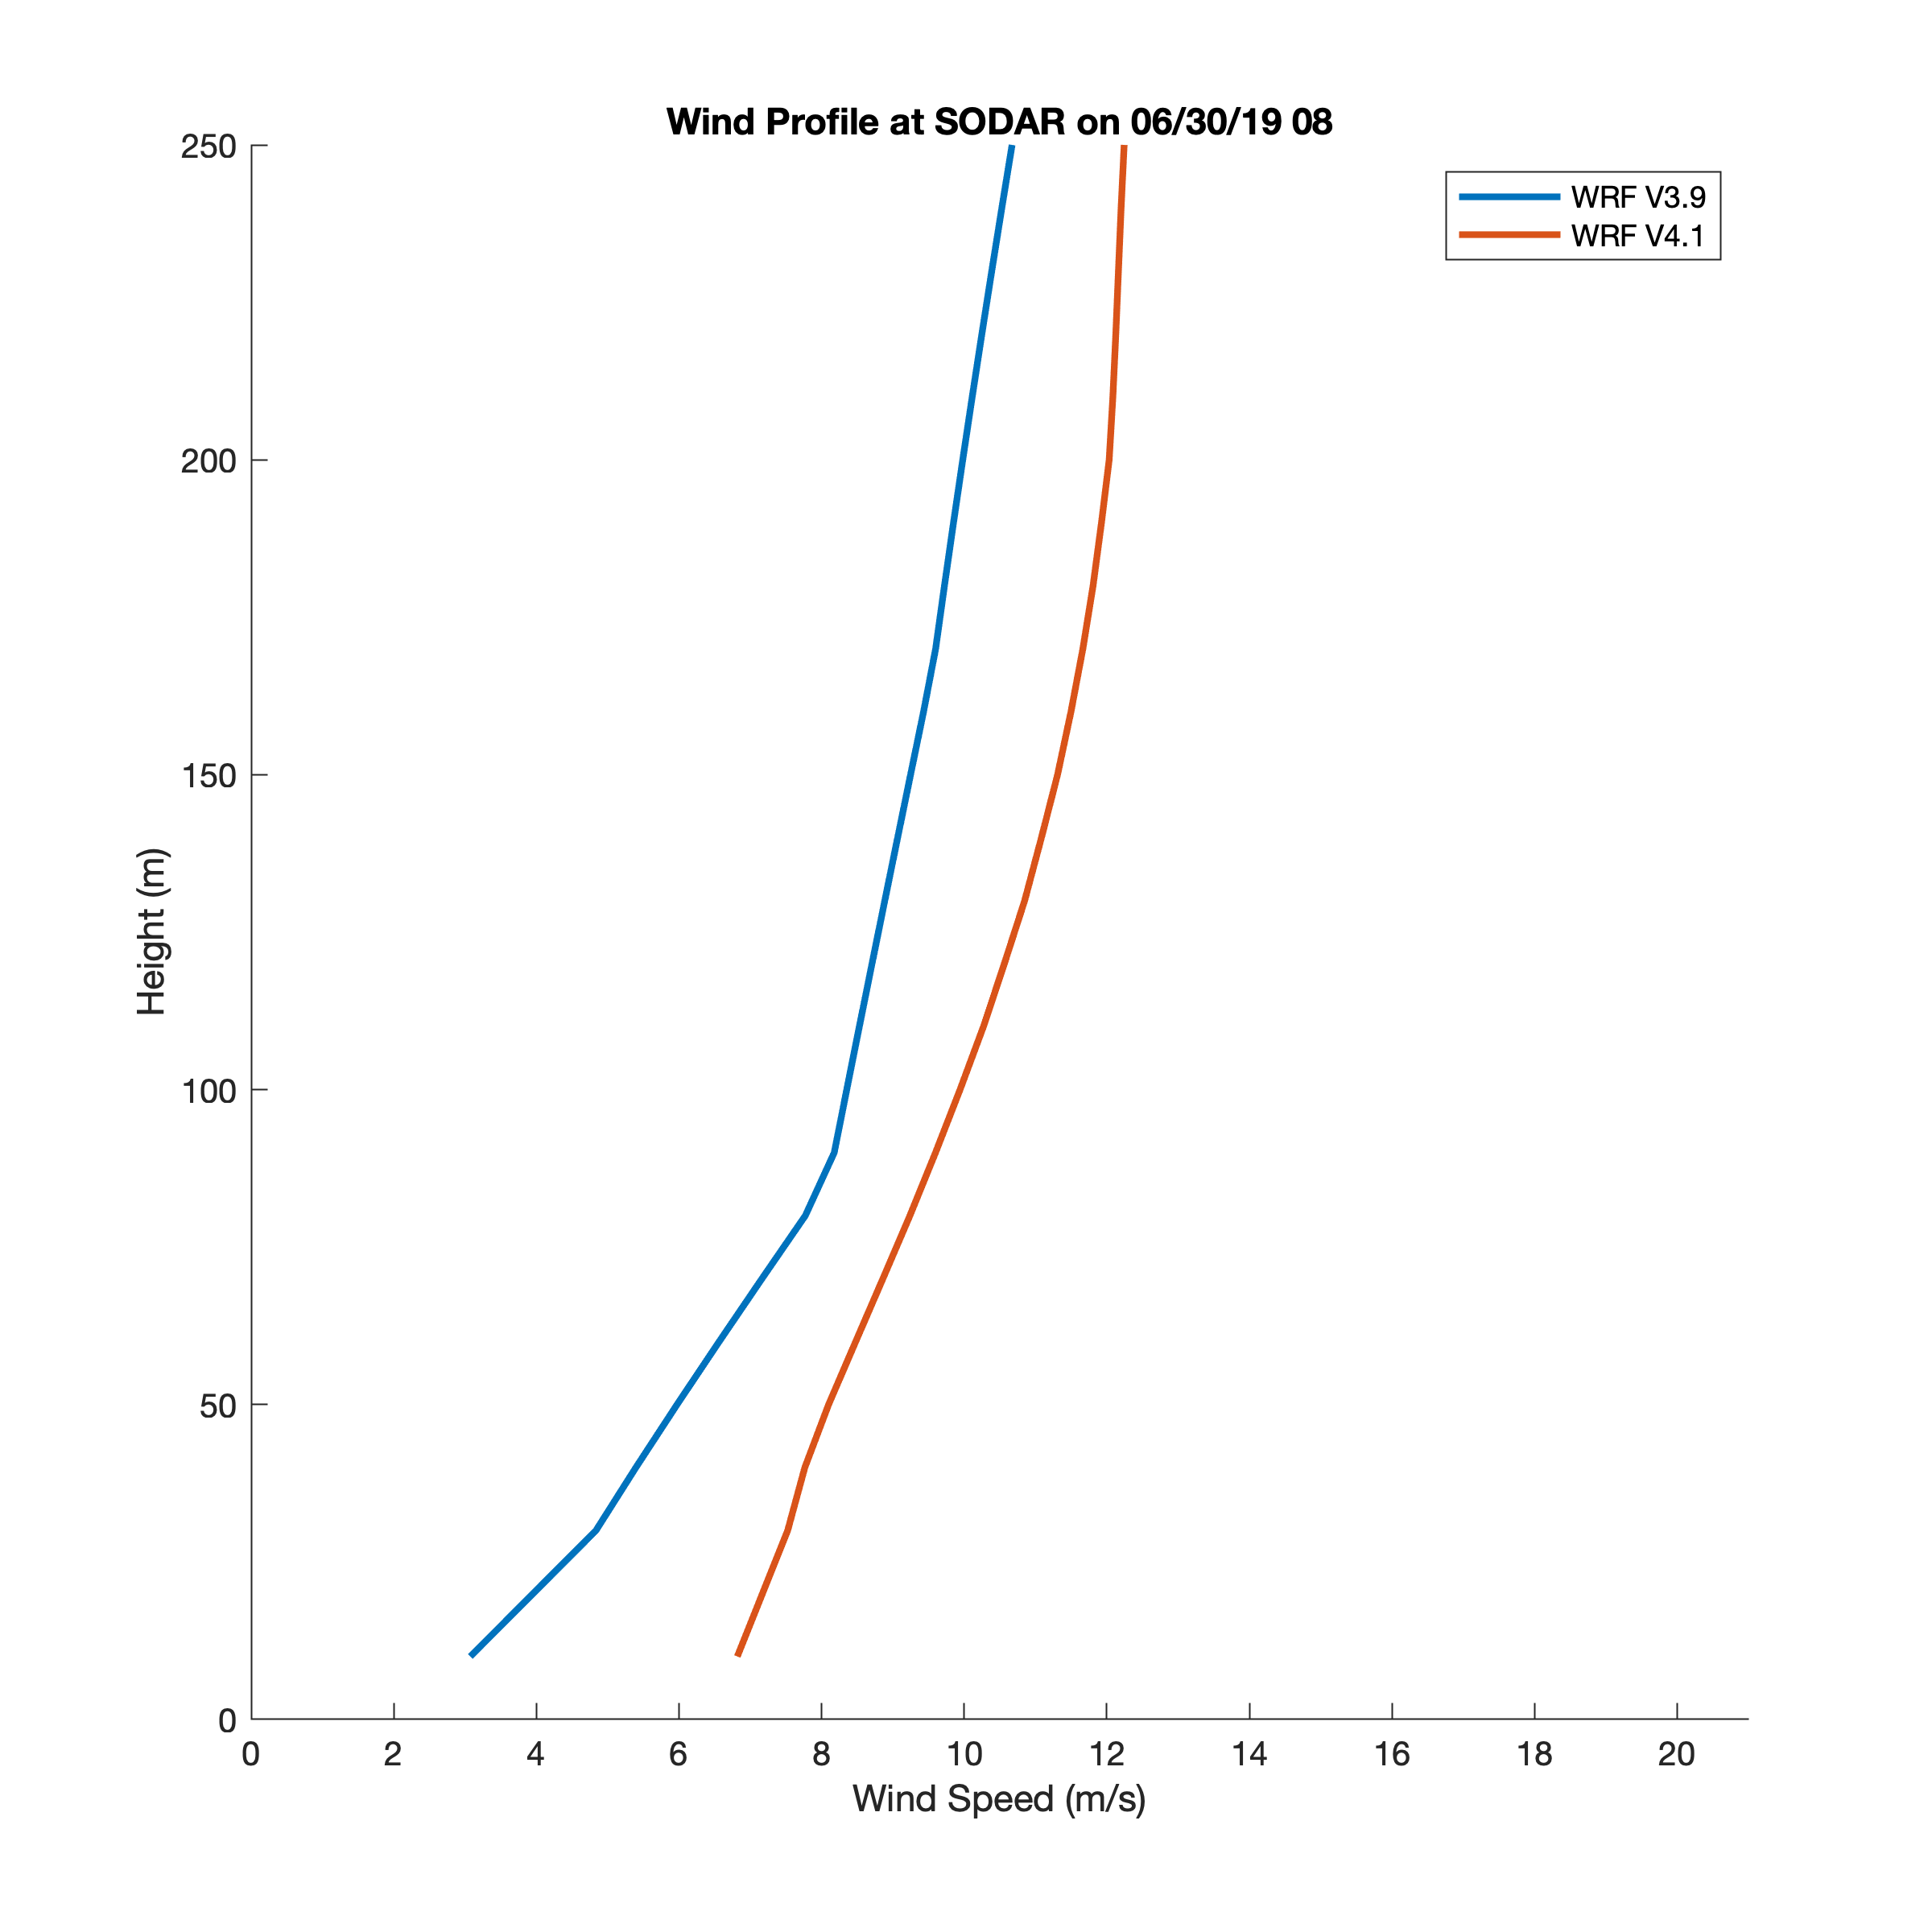 Wind Profile at SODAR on 06/30/19 08
WRF V3.9
WRF V4.1
250
200
150
100
50
0
Height (m)
0 2 4 6 8 10 12 14 16 18 20
Wind Speed (m/s)